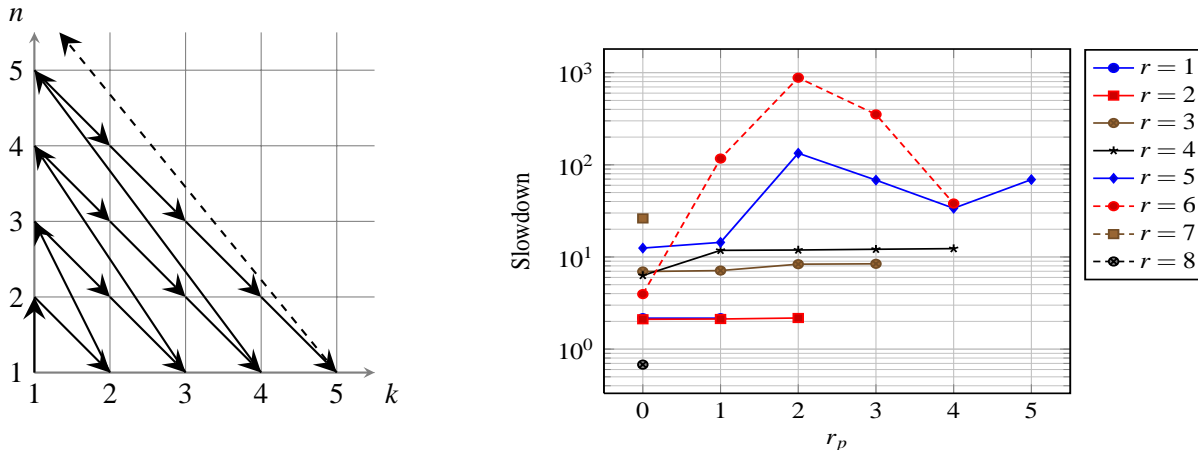 n
5
4
3
2
1
1 2 3 4 5 k
Slowdown
10^3
10^2
10^1
10^0
0 1 2 3 4 5
r_p
r = 1
r = 2
r = 3
r = 4
r = 5
r = 6
r = 7
r = 8